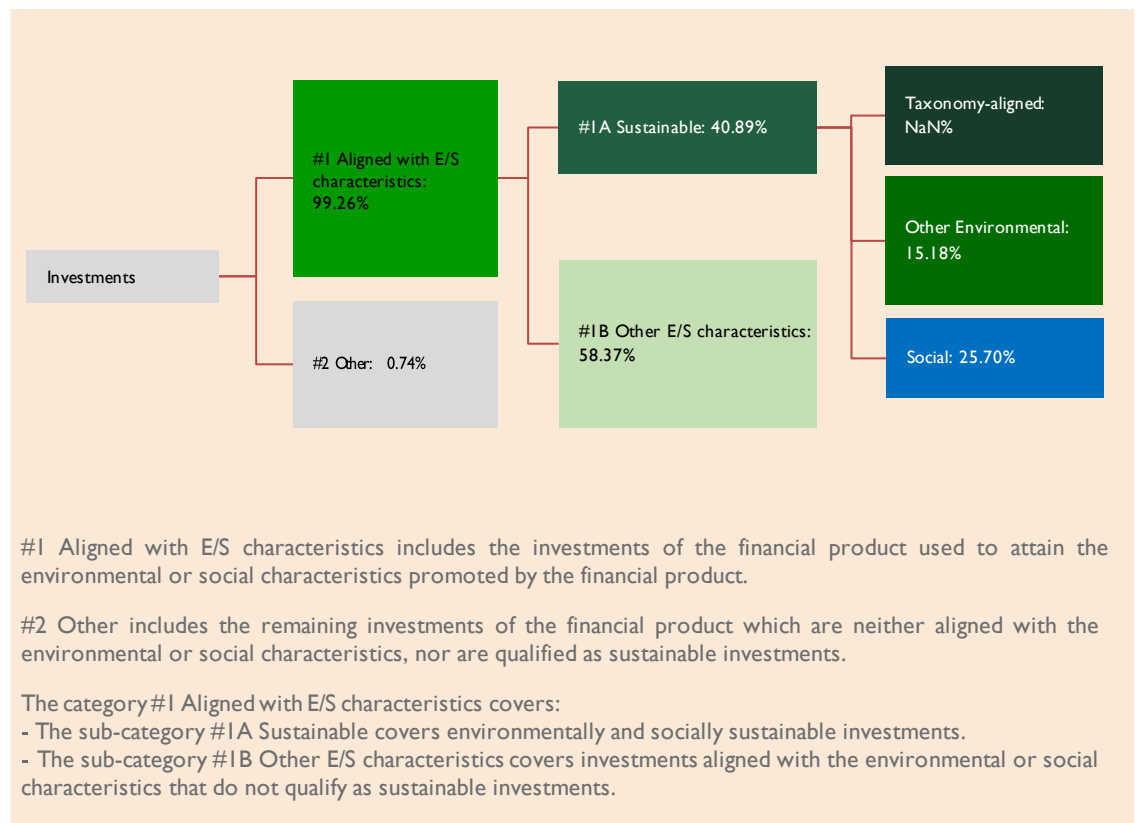 Investments
#1 Aligned with E/S
characteristics:
99.26%
#2 Other: 0.74%
#1A Sustainable: 40.89%
#1B Other E/S characteristics:
58.37%
Taxonomy-aligned:
NaN%
Other Environmental:
15.18%
Social: 25.70%
#1 Aligned with E/S characteristics includes the investments of the financial product used to attain the
environmental or social characteristics promoted by the financial product.
#2 Other includes the remaining investments of the financial product which are neither aligned with the
environmental or social characteristics, nor are qualified as sustainable investments.
The category #1 Aligned with E/S characteristics covers:
- The sub-category #1A Sustainable covers environmentally and socially sustainable investments.
- The sub-category #1B Other E/S characteristics covers investments aligned with the environmental or social
characteristics that do not qualify as sustainable investments.